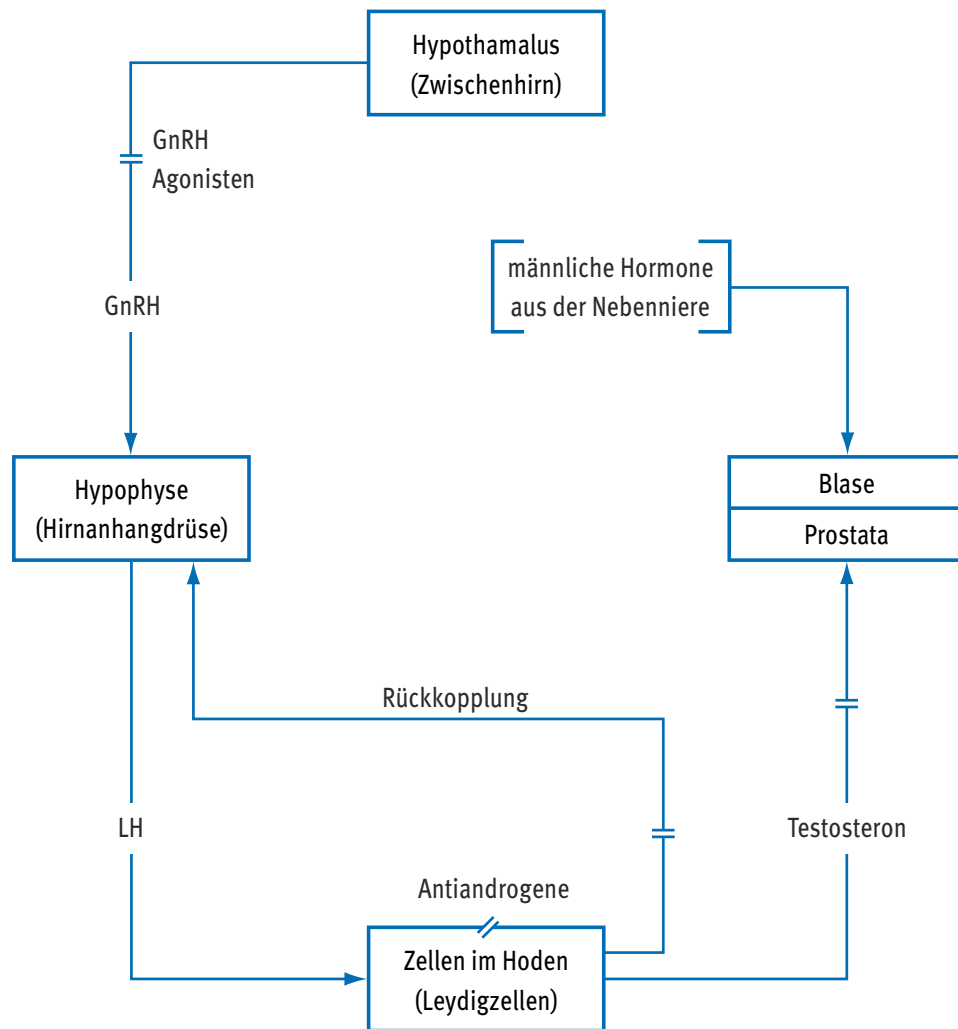 Hypothamalus
(Zwischenhirn)
GnRH
Agonisten
männliche Hormone
aus der Nebenniere
GnRH
Hypophyse
(Hirnanhangdrüse)
Blase
Prostata
Rückkopplung
LH
Testosteron
Antiandrogene
Zellen im Hoden
(Leydigzellen)